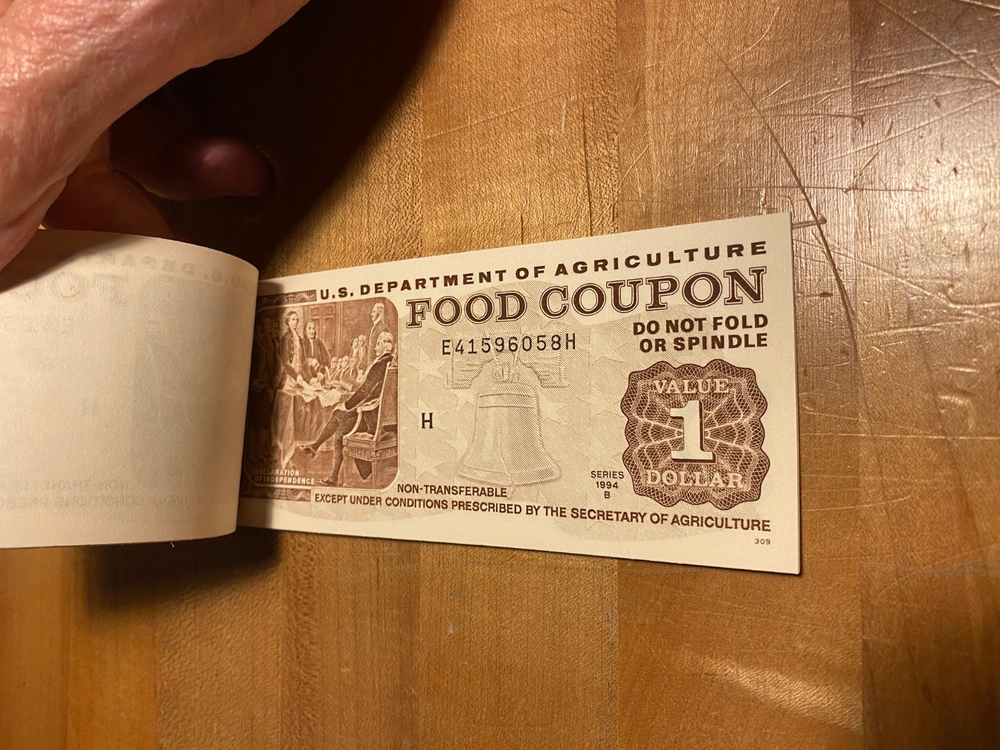 U.S. DEPARTMENT OF AGRICULTURE
FOOD COUPON
E41596058H
DO NOT FOLD
OR SPINDLE
H
VALUE
1
DOLLAR
SERIES
1994
B
DECLARATION
OF INDEPENDENCE
NON-TRANSFERABLE
EXCEPT UNDER CONDITIONS PRESCRIBED BY THE SECRETARY OF AGRICULTURE
309